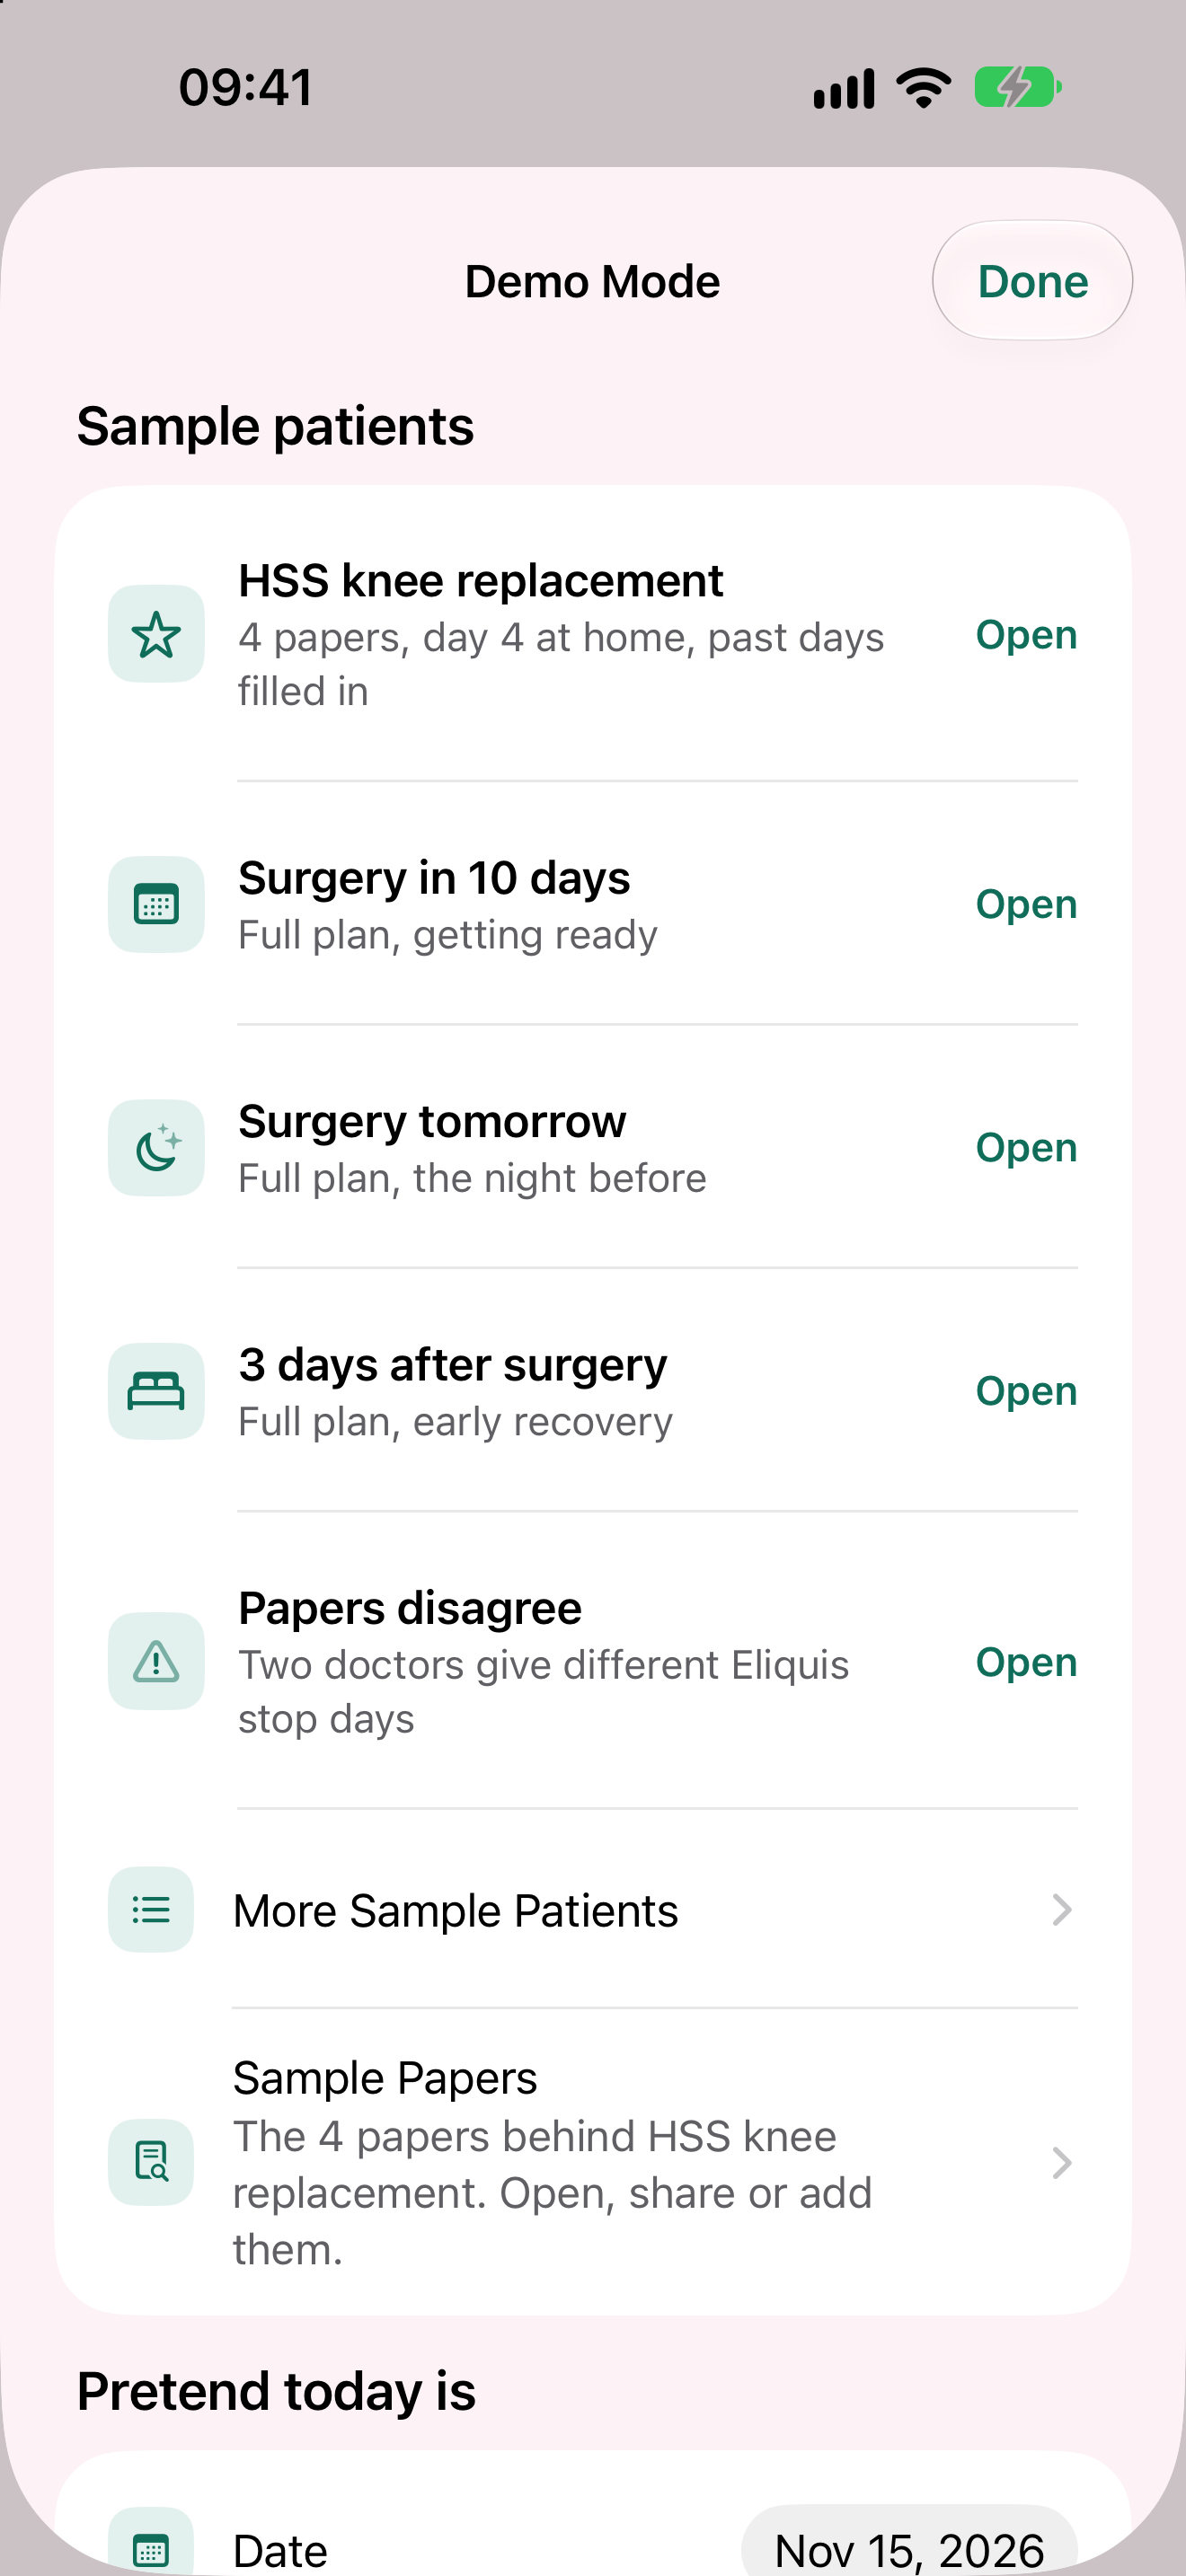 09:41
Demo Mode
Done
Sample patients
HSS knee replacement
4 papers, day 4 at home, past days
filled in
Open
Surgery in 10 days
Full plan, getting ready
Open
Surgery tomorrow
Full plan, the night before
Open
3 days after surgery
Full plan, early recovery
Open
Papers disagree
Two doctors give different Eliquis
stop days
Open
More Sample Patients
Sample Papers
The 4 papers behind HSS knee
replacement. Open, share or add
them.
Pretend today is
Date
Nov 15, 2026